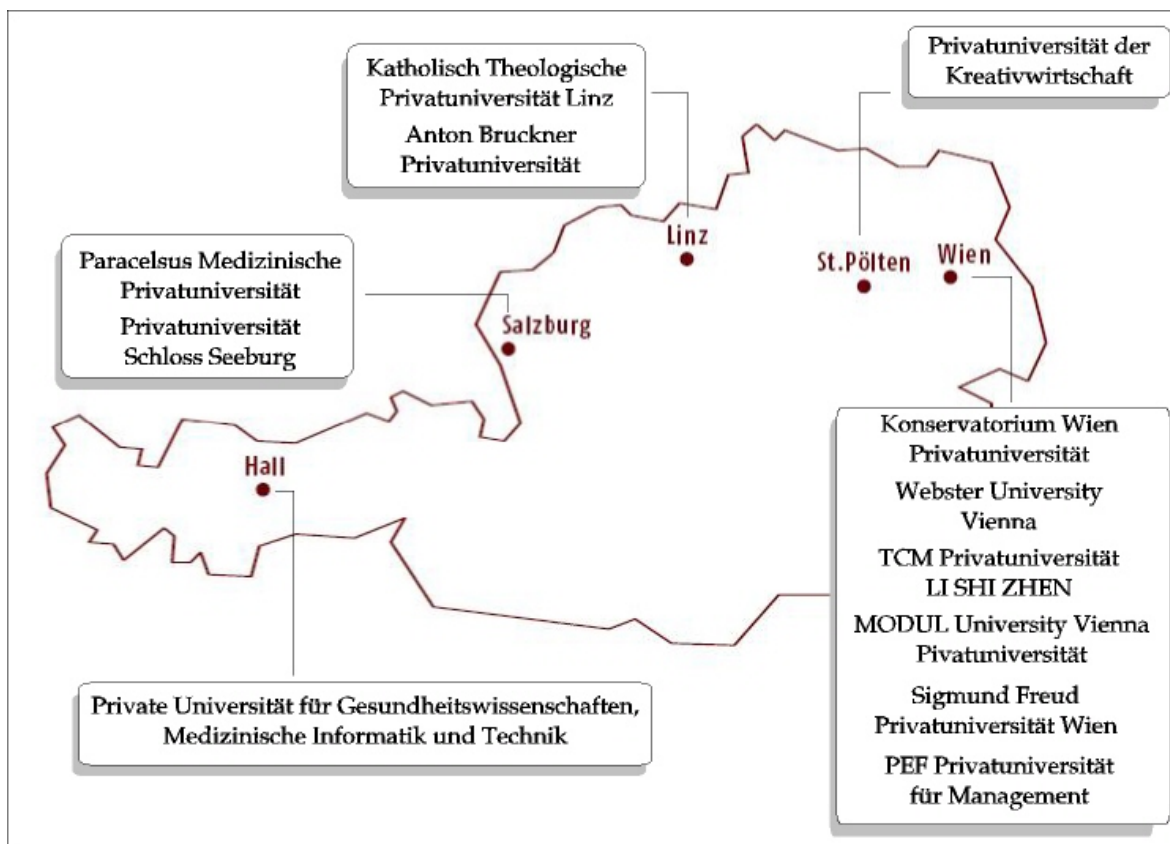 Katholisch Theologische
Privatuniversität Linz
Anton Bruckner
Privatuniversität
Privatuniversität der
Kreativwirtschaft
Paracelsus Medizinische
Privatuniversität
Privatuniversität
Schloss Seeburg
Linz
St.Pölten
Wien
Salzburg
Hall
Konservatorium Wien
Privatuniversität
Webster University
Vienna
TCM Privatuniversität
LI SHI ZHEN
MODUL University Vienna
Pivatuniversität
Sigmund Freud
Privatuniversität Wien
PEF Privatuniversität
für Management
Private Universität für Gesundheitswissenschaften,
Medizinische Informatik und Technik